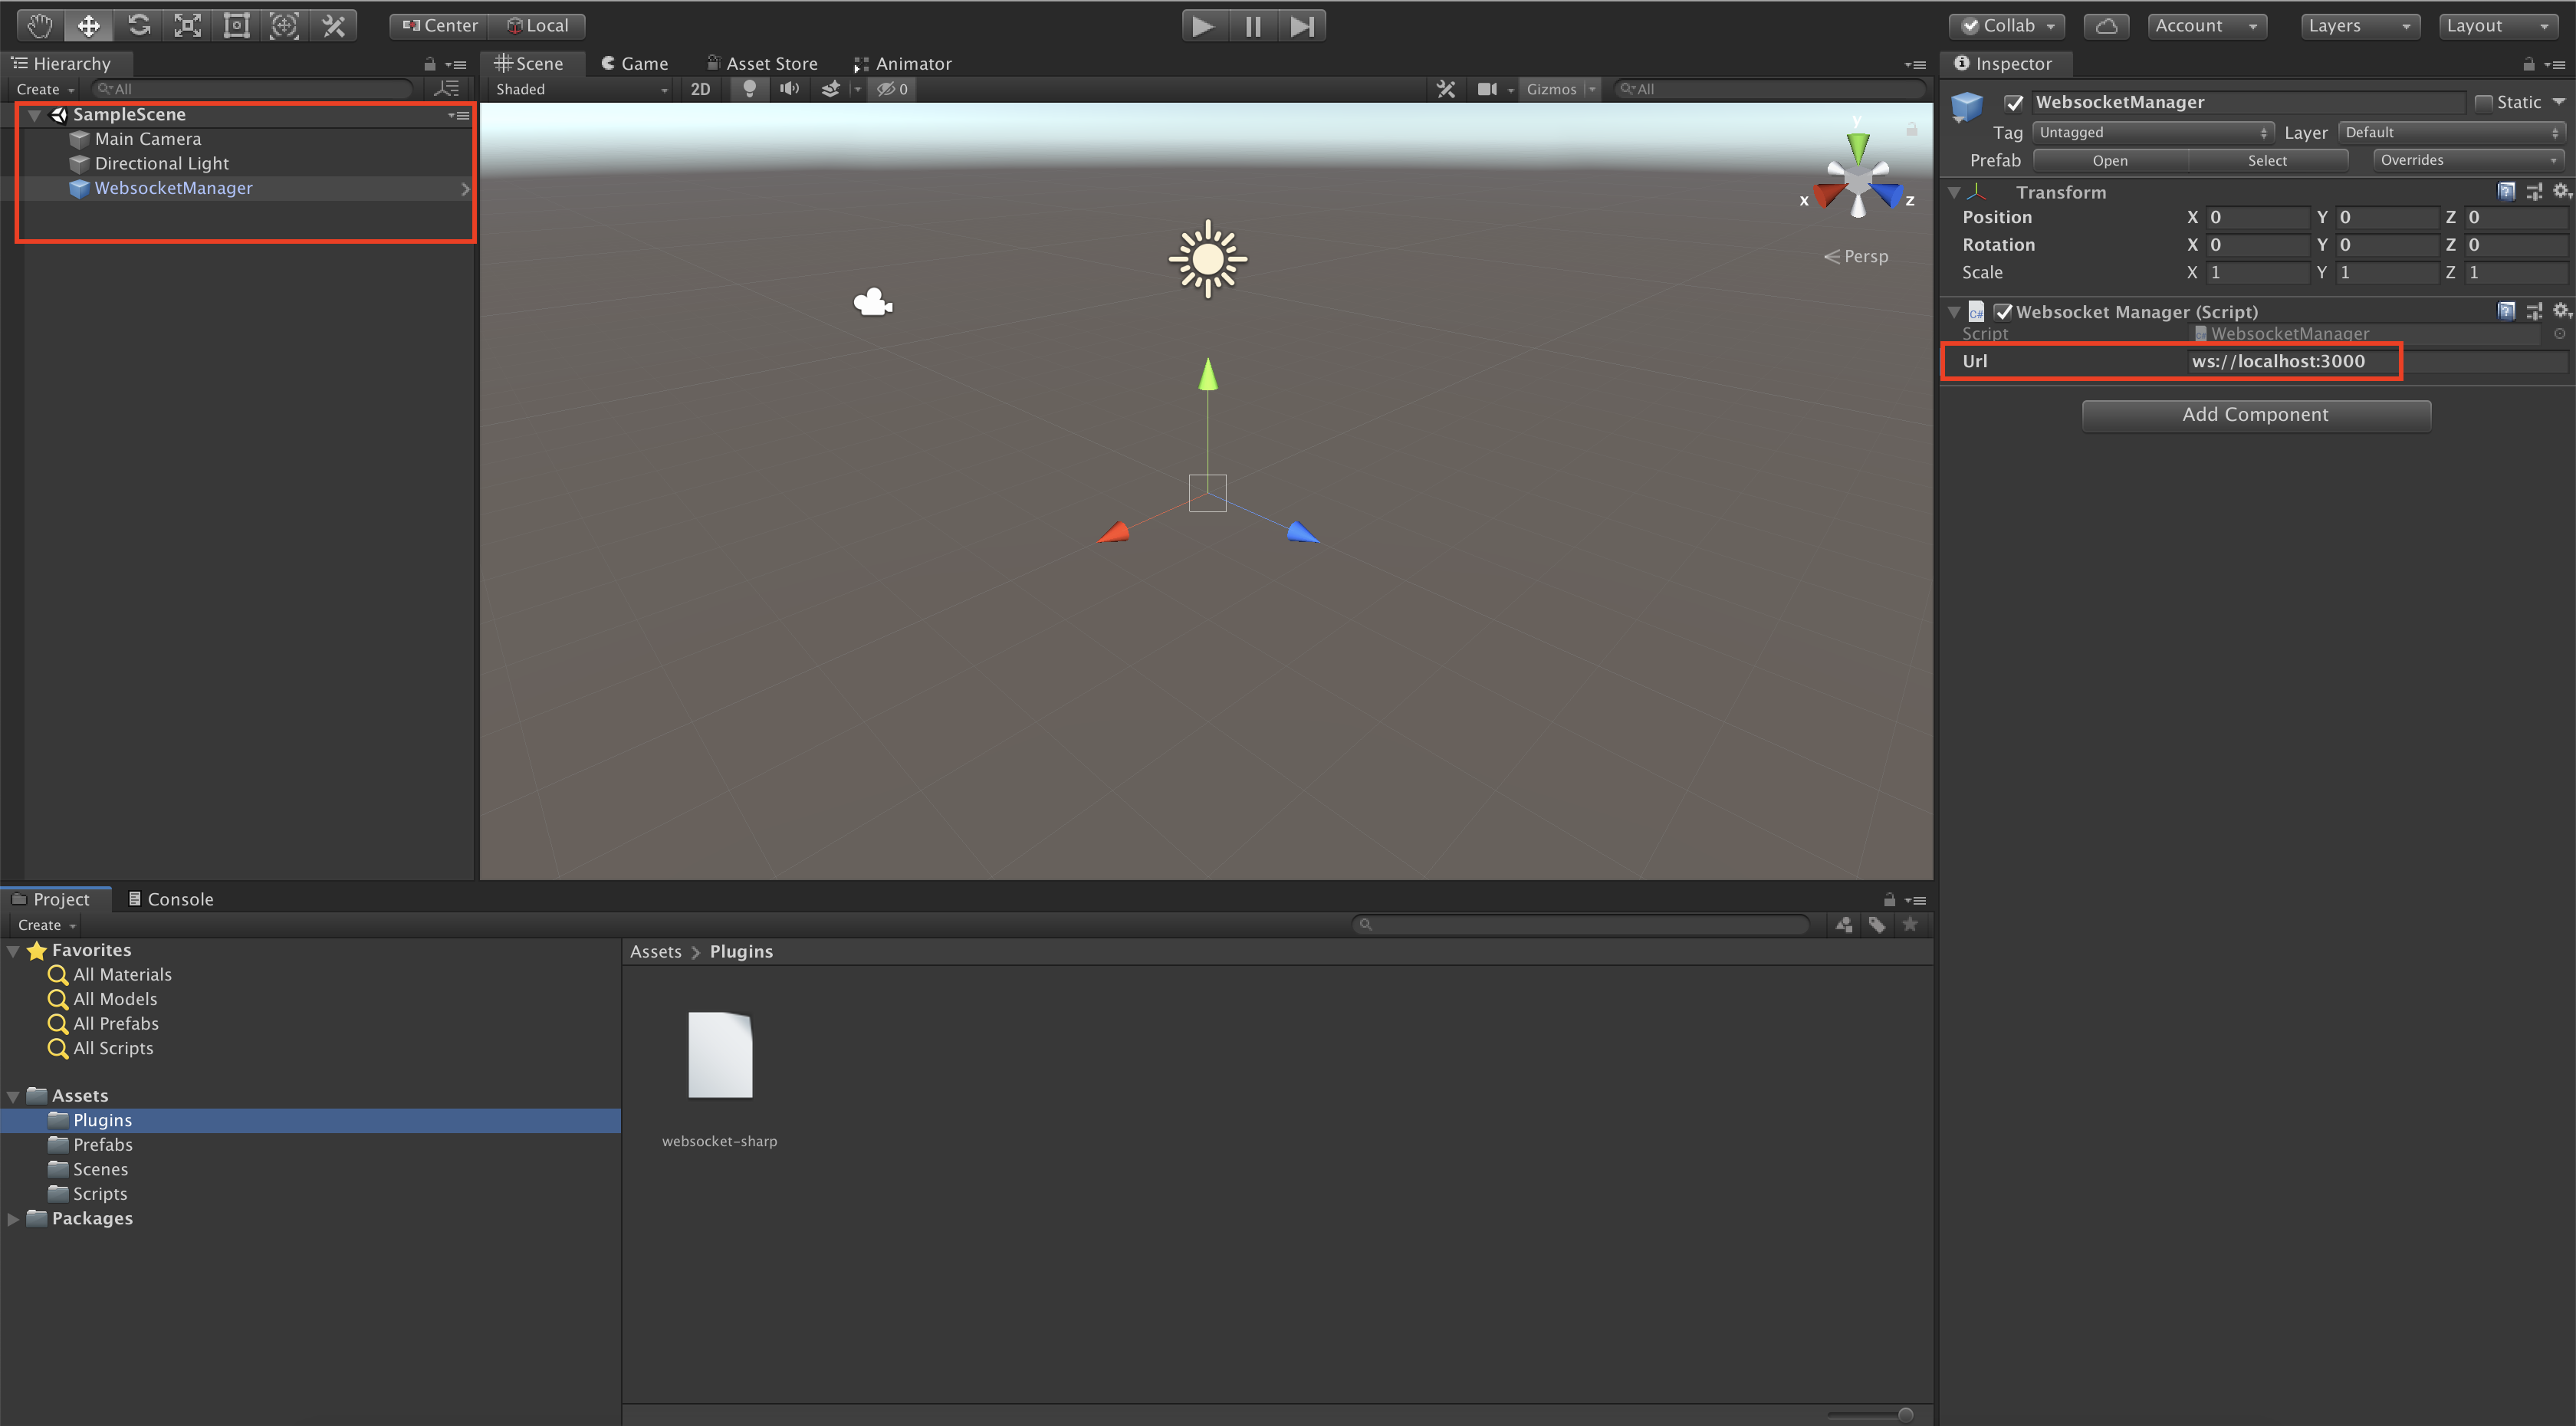 Center Local Collab Account Layers Layout
Hierarchy
Create All
SampleScene
Main Camera
Directional Light
WebsocketManager
Scene Game Asset Store Animator
Shaded 2D 0 Gizmos All
y
x z
Persp
Inspector
WebsocketManager Static
Tag Untagged Layer Default
Prefab Open Select Overrides
Transform
Position X 0 Y 0 Z 0
Rotation X 0 Y 0 Z 0
Scale X 1 Y 1 Z 1
C# Websocket Manager (Script)
Script WebsocketManager
Url ws://localhost:3000
Add Component
Project Console
Create
Favorites
All Materials
All Models
All Prefabs
All Scripts
Assets
Plugins
Prefabs
Scenes
Scripts
Packages
Assets Plugins
websocket-sharp